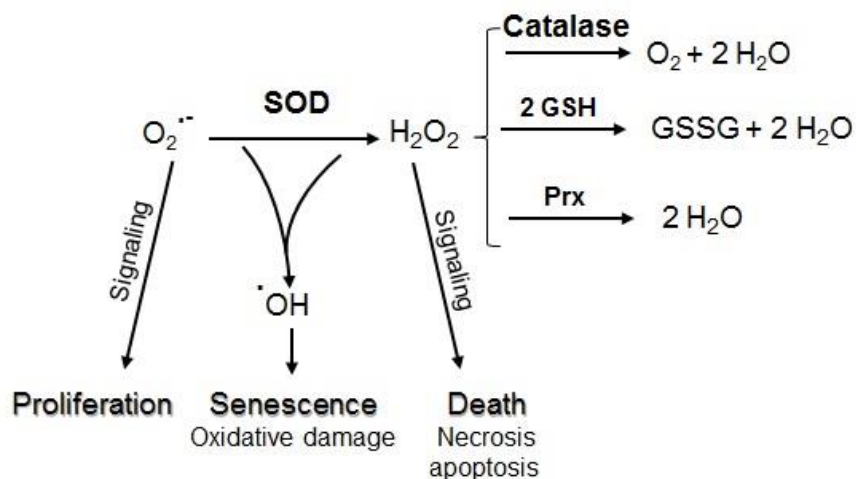 Catalase
O₂ + 2 H₂O
SOD
2 GSH
O₂˙⁻
H₂O₂
GSSG + 2 H₂O
Prx
2 H₂O
Signaling
Signaling
˙OH
Proliferation
Senescence
Death
Oxidative damage
Necrosis
apoptosis